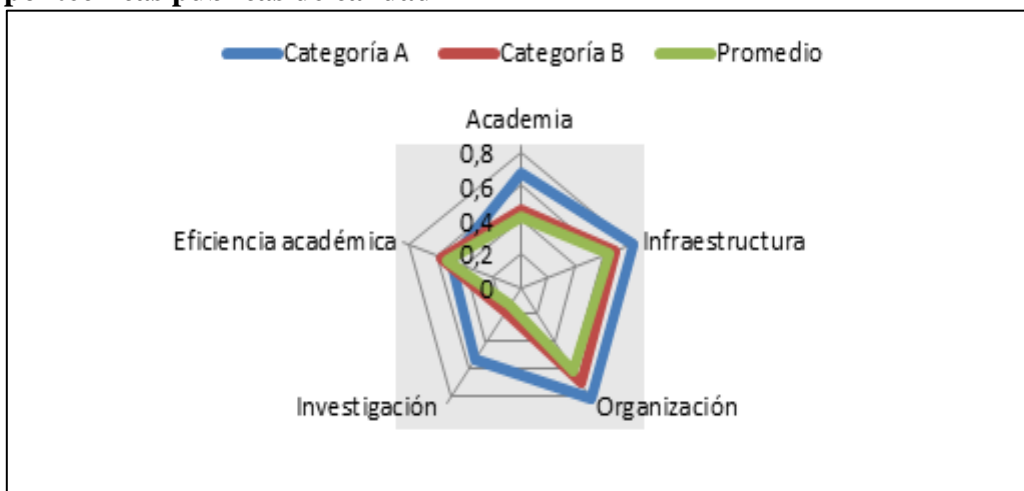 Categoría A Categoría B Promedio
Academia
0,8
0,6
0,4
0,2
0
Eficiencia académica
Infraestructura
Investigación
Organización